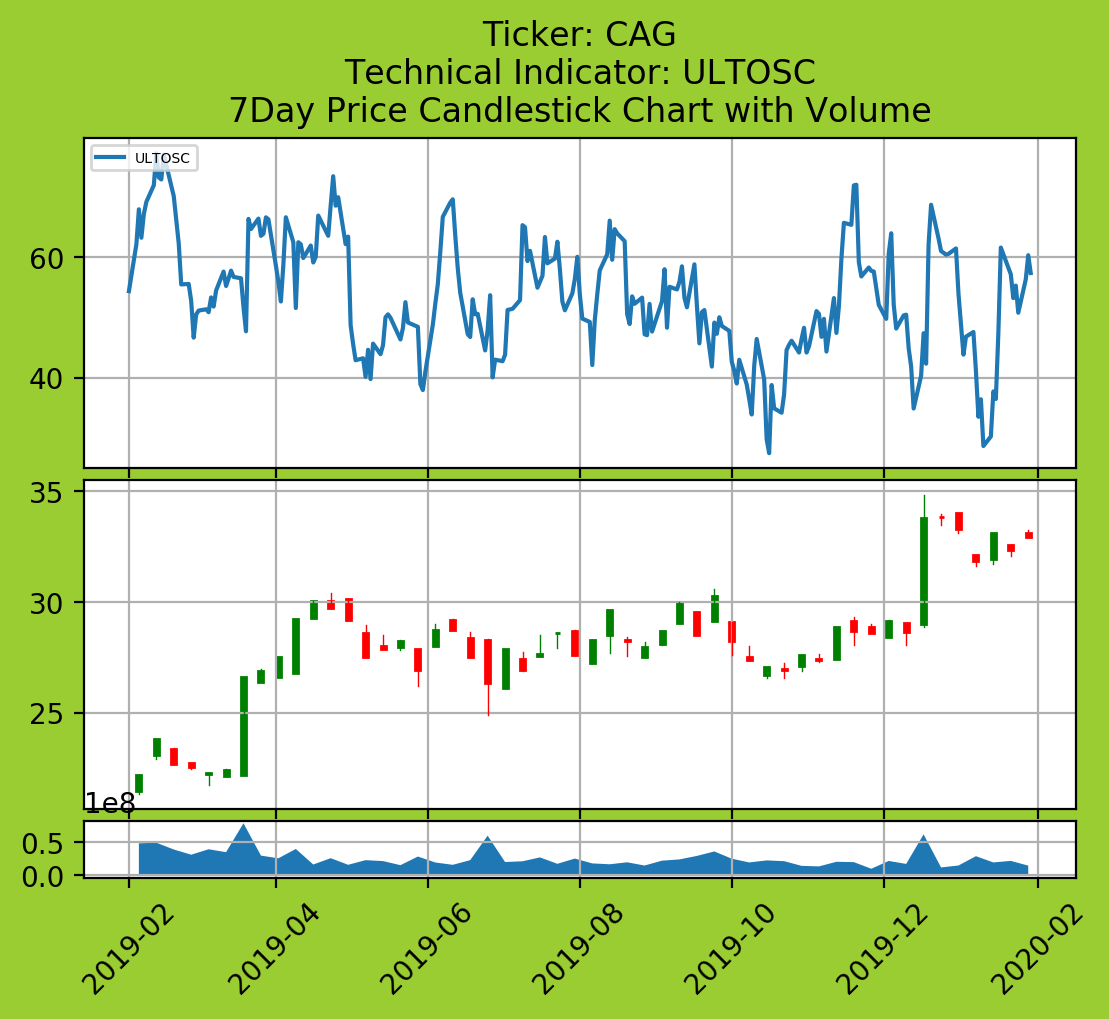 Ticker: CAG
Technical Indicator: ULTOSC
7Day Price Candlestick Chart with Volume
ULTOSC
60
40
35
30
25
1e8
0.5
0.0
2019-02
2019-04
2019-06
2019-08
2019-10
2019-12
2020-02